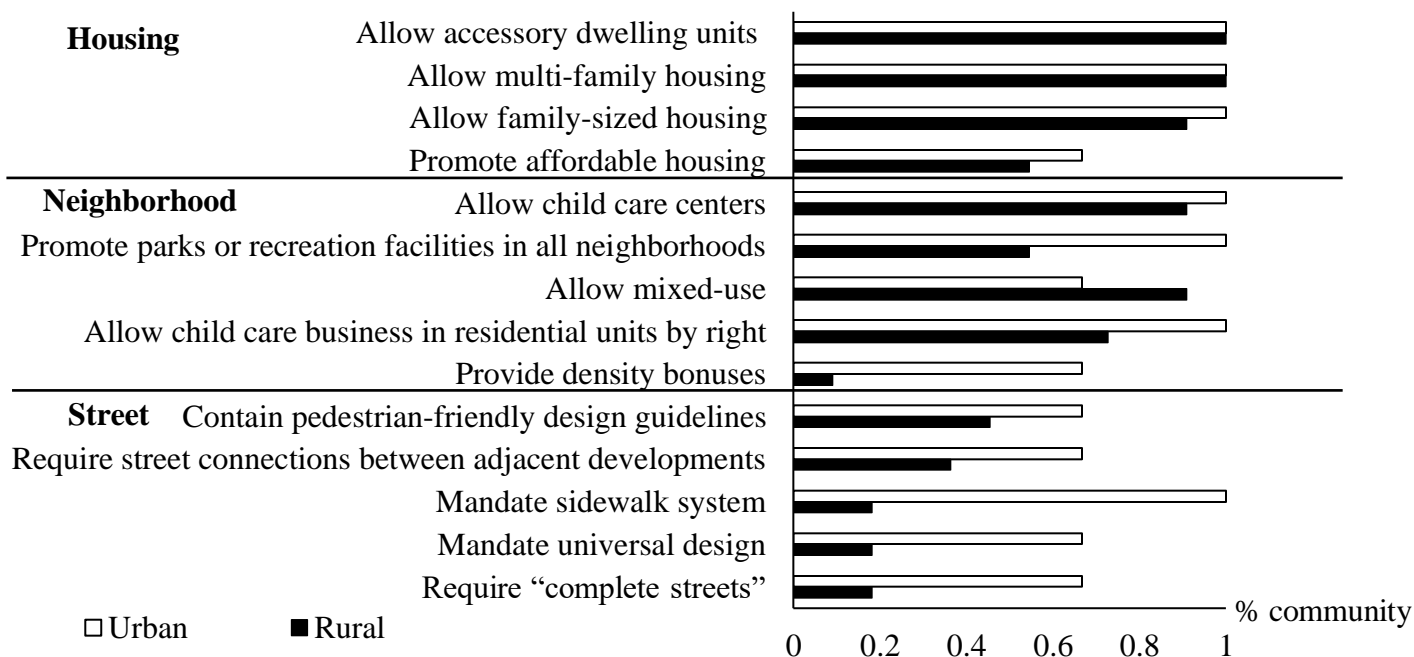 Housing Allow accessory dwelling units
Allow multi-family housing
Allow family-sized housing
Promote affordable housing
Neighborhood Allow child care centers
Promote parks or recreation facilities in all neighborhoods
Allow mixed-use
Allow child care business in residential units by right
Provide density bonuses
Street Contain pedestrian-friendly design guidelines
Require street connections between adjacent developments
Mandate sidewalk system
Mandate universal design
Require “complete streets”
% community
Urban Rural
0 0.2 0.4 0.6 0.8 1